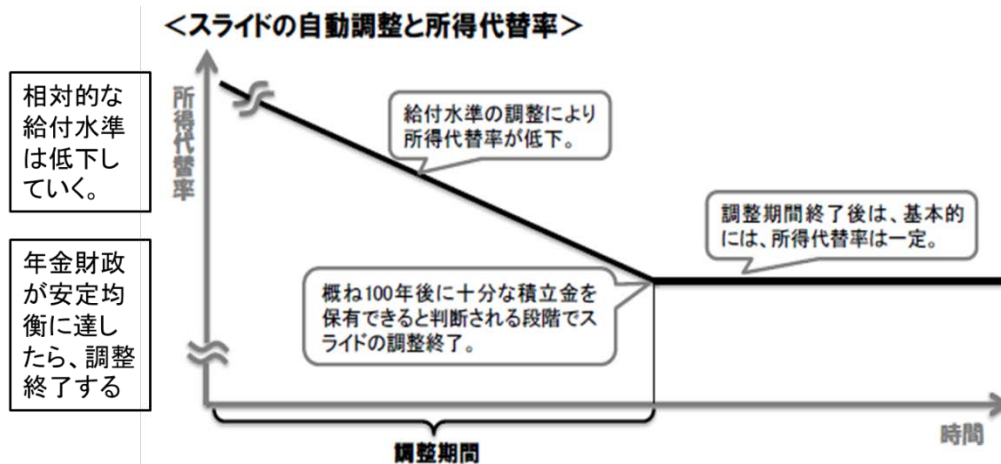 ＜スライドの自動調整と所得代替率＞
相対的な
給付水準
は低下し
ていく。
年金財政
が安定均
衡に達し
たら、調整
終了する
所得代替率
給付水準の調整により
所得代替率が低下。
調整期間終了後は、基本的
には、所得代替率は一定。
概ね100年後に十分な積立金を
保有できると判断される段階でス
ライドの調整終了。
時間
調整期間